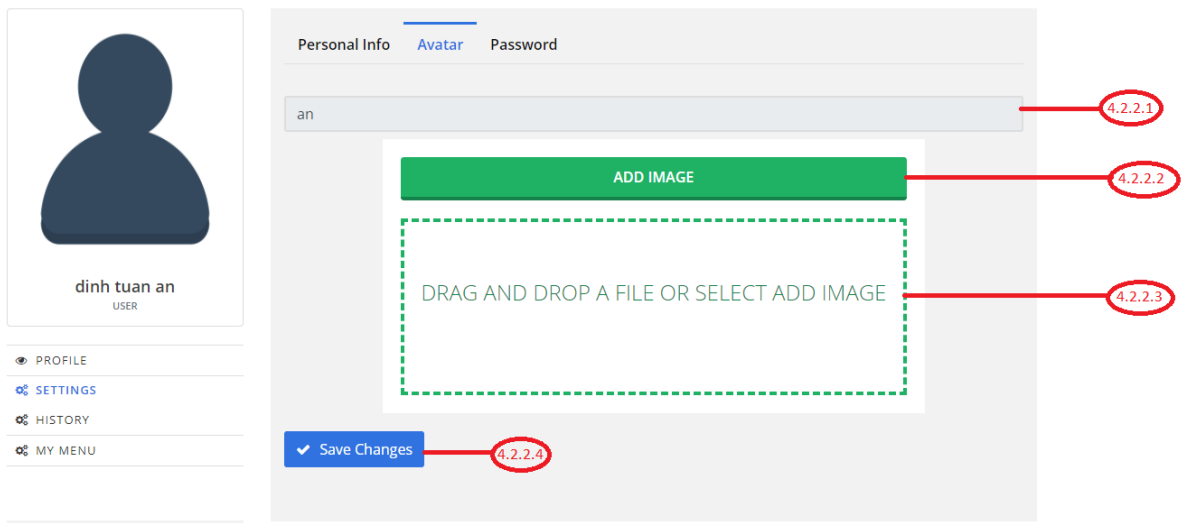 dinh tuan an
USER
PROFILE
SETTINGS
HISTORY
MY MENU
Personal Info Avatar Password
an
4.2.2.1
ADD IMAGE
4.2.2.2
DRAG AND DROP A FILE OR SELECT ADD IMAGE
4.2.2.3
Save Changes
4.2.2.4